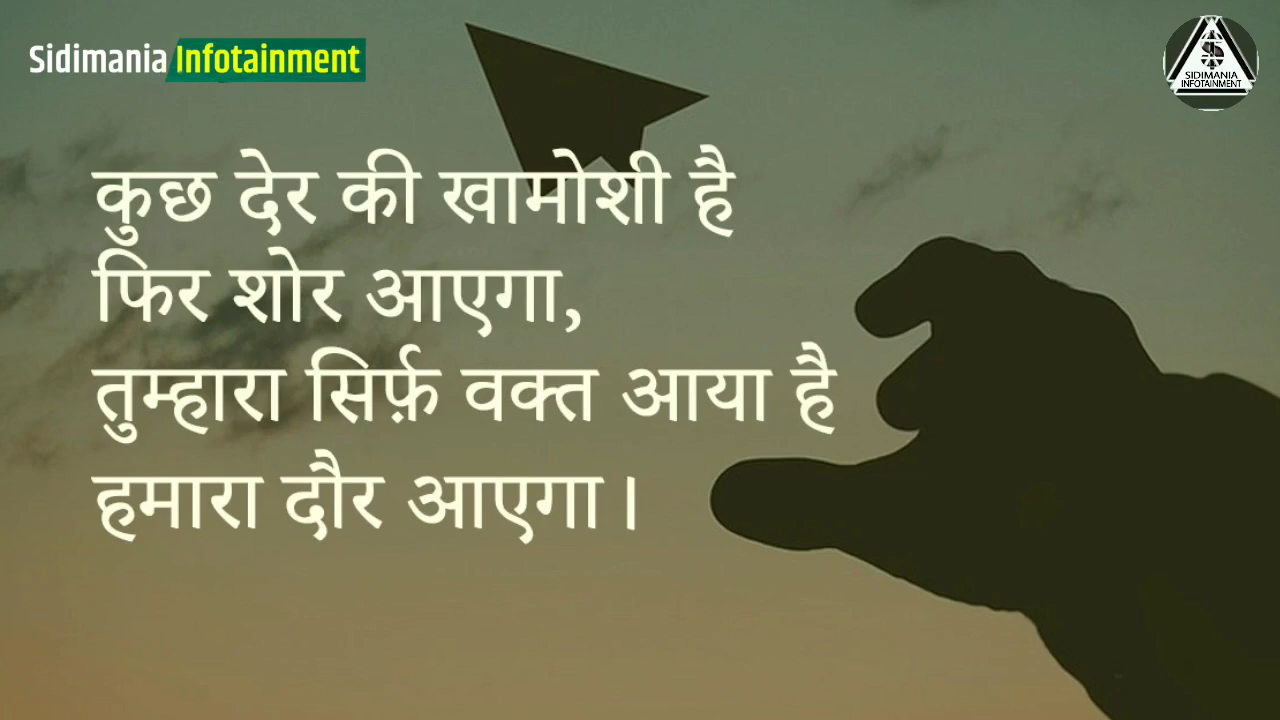 Sidimania Infotainment
SIDIMANIA
INFOTAINMENT
कुछ देर की खामोशी है
फिर शोर आएगा,
तुम्हारा सिर्फ़ वक्त आया है
हमारा दौर आएगा।